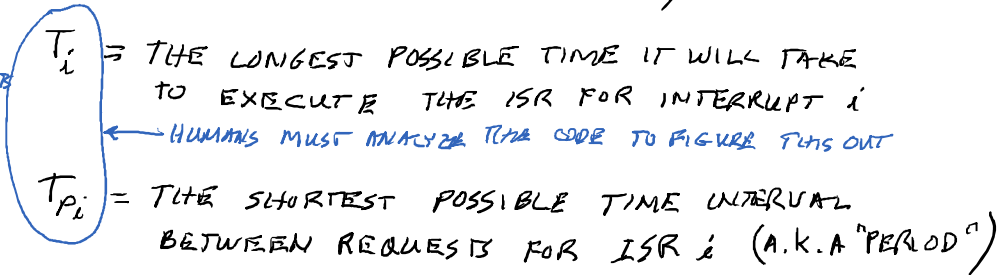 Ti = THE LONGEST POSSIBLE TIME IT WILL TAKE
TO EXECUTE THE ISR FOR INTERRUPT i
HUMANS MUST ANALYZE THE CODE TO FIGURE THIS OUT
Tpi = THE SHORTEST POSSIBLE TIME INTERVAL
BETWEEN REQUESTS FOR ISR i (A.K.A "PERIOD")